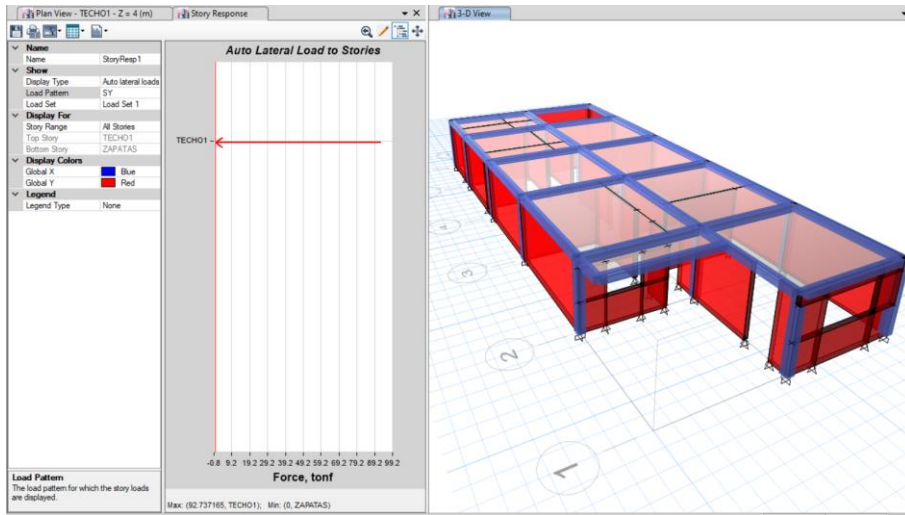 Plan View - TECHO1 - Z = 4 (m)
Story Response
3-D View
Name
Name StoryResp1
Show
Display Type Auto lateral loads
Load Pattern SY
Load Set Load Set 1
Display For
Story Range All Stories
Top Story TECHO1
Bottom Story ZAPATAS
Display Colors
Global X Blue
Global Y Red
Legend
Legend Type None
Load Pattern
The load pattern for which the story loads
are displayed.
Auto Lateral Load to Stories
TECHO1
-0.8 9.2 19.2 29.2 39.2 49.2 59.2 69.2 79.2 89.2 99.2
Force, tonf
Max: (92.737165, TECHO1); Min: (0, ZAPATAS)
4
3
2
1